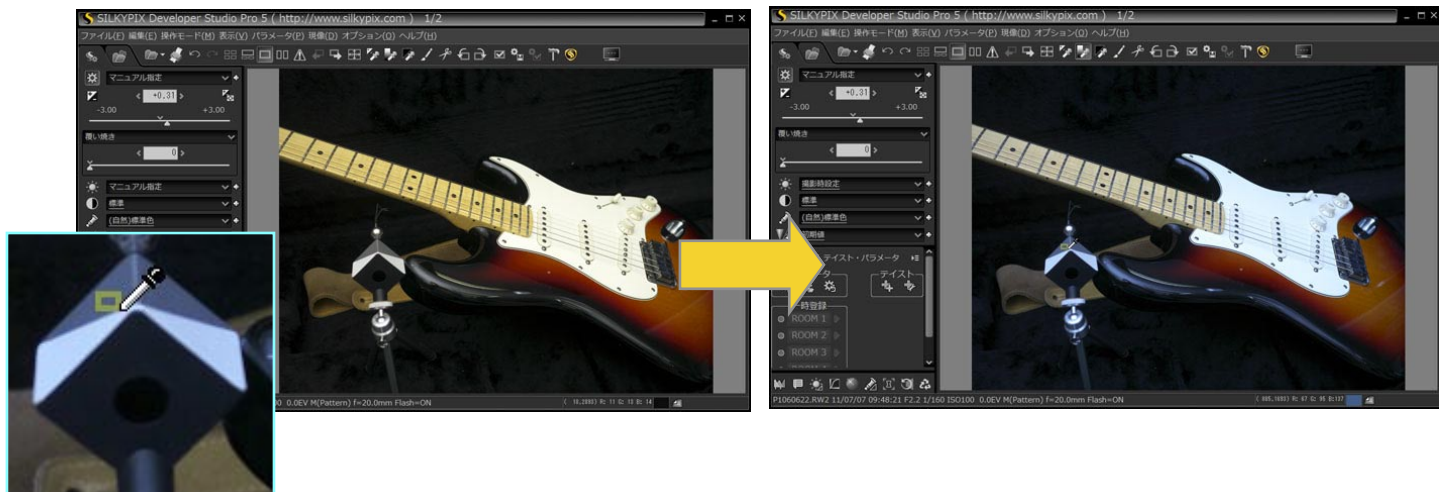 SILKYPIX Developer Studio Pro 5 ( http://www.silkypix.com ) 1/2
ファイル(F) 編集(E) 操作モード(M) 表示(V) パラメータ(P) 現像(D) オプション(O) ヘルプ(H)
マニュアル指定
+0.31
-3.00 +3.00
覆い焼き
0
マニュアル指定
標準
(自然)標準色
0.0EV M(Pattern) f=20.0mm Flash=ON
SILKYPIX Developer Studio Pro 5 ( http://www.silkypix.com ) 1/2
ファイル(F) 編集(E) 操作モード(M) 表示(V) パラメータ(P) 現像(D) オプション(O) ヘルプ(H)
マニュアル指定
+0.31
-3.00 +3.00
覆い焼き
0
撮影時設定
標準
(自然)標準色
初期値
テイスト・パラメータ
テイスト
一時登録
ROOM 1
ROOM 2
ROOM 3
P1060622.RW2 11/07/07 09:48:21 F2.2 1/160 ISO100 0.0EV M(Pattern) f=20.0mm Flash=ON